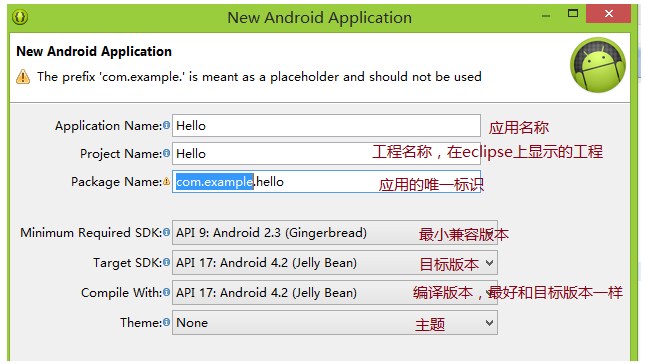 New Android Application
New Android Application
The prefix 'com.example.' is meant as a placeholder and should not be used
Application Name: Hello 应用名称
Project Name: Hello 工程名称，在eclipse上显示的工程
Package Name: com.example.hello 应用的唯一标识
Minimum Required SDK: API 9: Android 2.3 (Gingerbread) 最小兼容版本
Target SDK: API 17: Android 4.2 (Jelly Bean) 目标版本
Compile With: API 17: Android 4.2 (Jelly Bean) 编译版本，最好和目标版本一样
Theme: None 主题